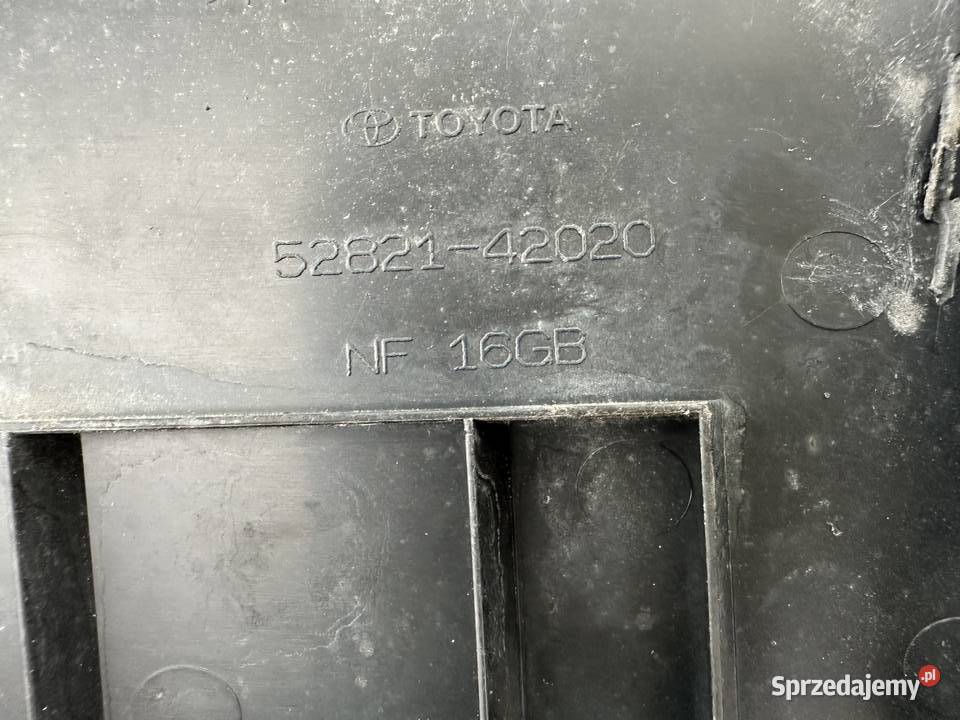 TOYOTA
52821-42020
NF 16GB
Sprzedajemy.pl